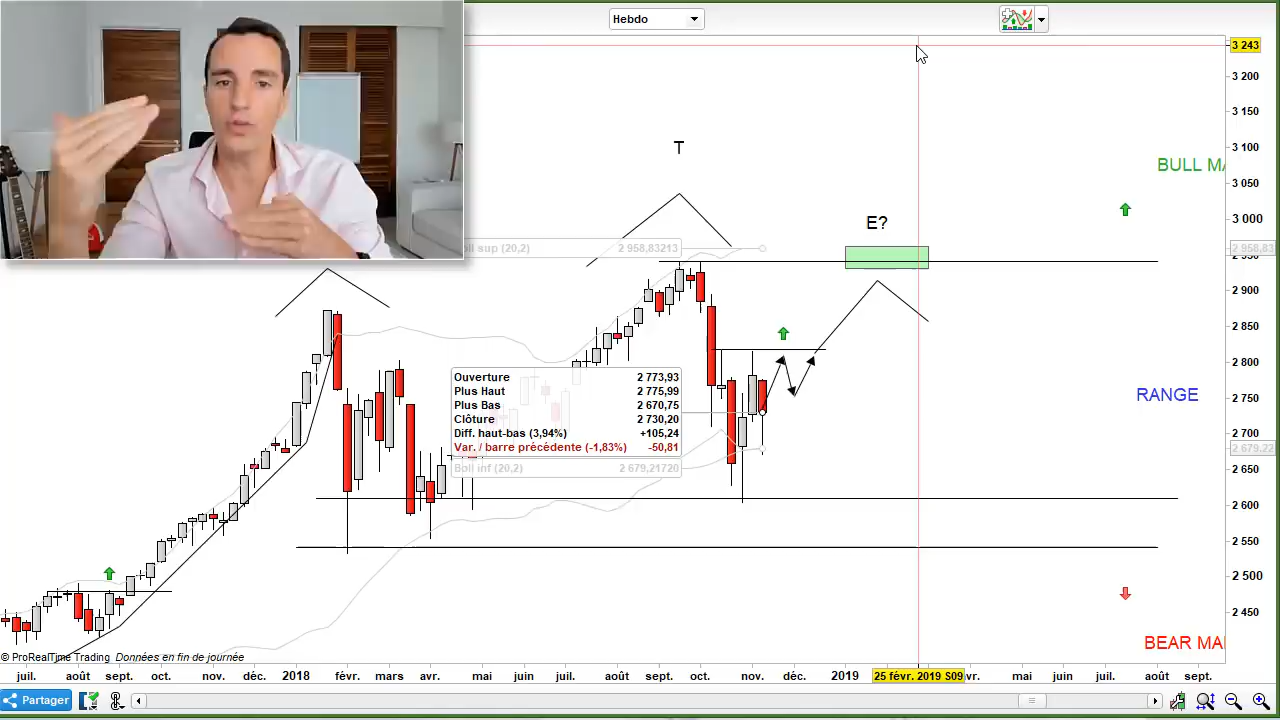 Hebdo
3 243
3 200
3 150
T
3 100
BULL MA
3 050
E?
3 000
Boll sup (20,2) 2 958,83213
2 958,83
2 900
2 850
2 800
Ouverture 2 773,93
Plus Haut 2 775,99
Plus Bas 2 670,75
Clôture 2 730,20
Diff. haut-bas (3,94%) +105,24
Var. / barre précédente (-1,83%) -50,81
Boll inf (20,2) 2 679,21720
RANGE
2 750
2 700
2 679,22
2 650
2 600
2 550
2 500
2 450
BEAR MA
© ProRealTime Trading Données en fin de journée
juil. août sept. oct. nov. déc. 2018 févr. mars avr. mai juin juil. août sept. oct. nov. déc. 2019 25 févr. 2019 S09 vr. mai juin juil. août sept.
Partager